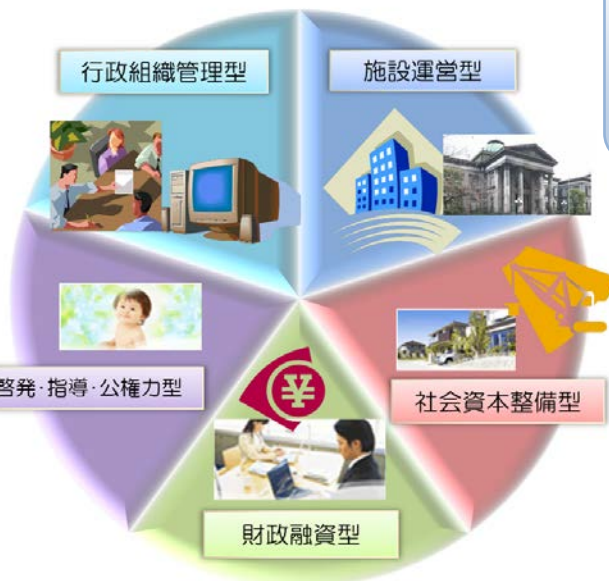 行政組織管理型
施設運営型
啓発・指導・公権力型
社会資本整備型
¥
財政融資型